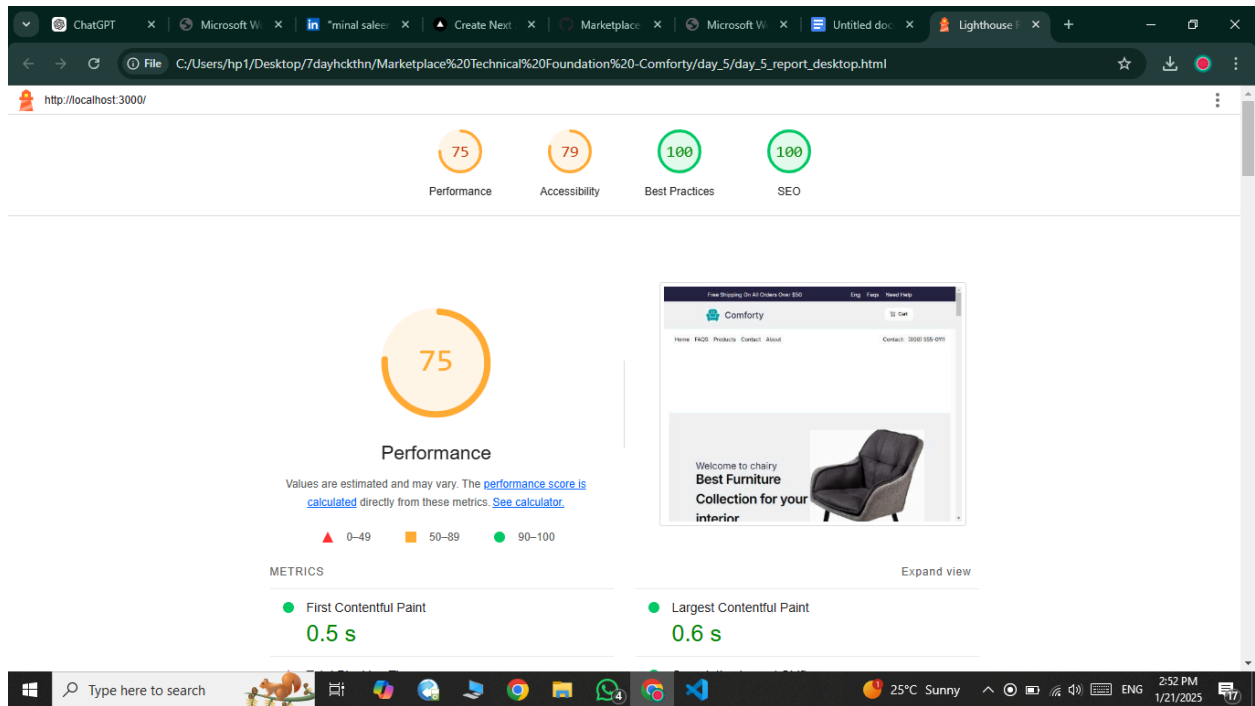 ChatGPT
Microsoft W
"minal saleer
Create Next
Marketplace
Microsoft W
Untitled doc
Lighthouse
File
C:/Users/hp1/Desktop/7dayhckthn/Marketplace%20Technical%20Foundation%20-Comforty/day_5/day_5_report_desktop.html
http://localhost:3000/
75
79
100
100
Performance
Accessibility
Best Practices
SEO
75
Performance
Values are estimated and may vary. The performance score is
calculated directly from these metrics. See calculator.
0–49
50–89
90–100
Free Shipping On All Orders Over $50
Eng Faqs Need Help
Comforty
Cart
Home FAQS Products Contact About
Contact: (808) 555-0111
Welcome to chairy
Best Furniture
Collection for your
interior
METRICS
Expand view
First Contentful Paint
0.5 s
Largest Contentful Paint
0.6 s
Type here to search
4
1
25°C Sunny
ENG
2:52 PM
1/21/2025
17